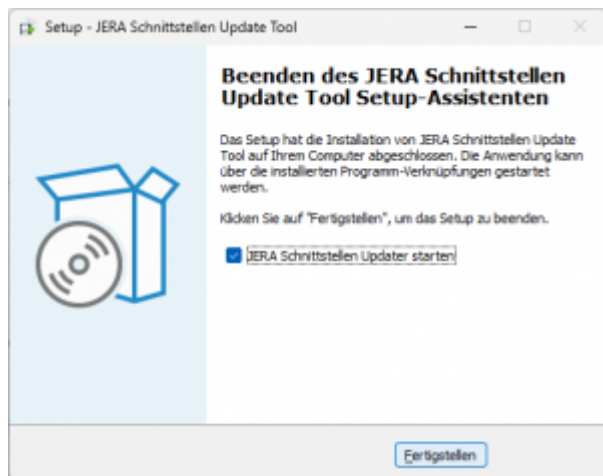 Setup - JERA Schnittstellen Update Tool
Beenden des JERA Schnittstellen
Update Tool Setup-Assistenten
Das Setup hat die Installation von JERA Schnittstellen Update
Tool auf Ihrem Computer abgeschlossen. Die Anwendung kann
über die installierten Programm-Verknüpfungen gestartet
werden.
Klicken Sie auf "Fertigstellen", um das Setup zu beenden.
JERA Schnittstellen Updater starten
Fertigstellen